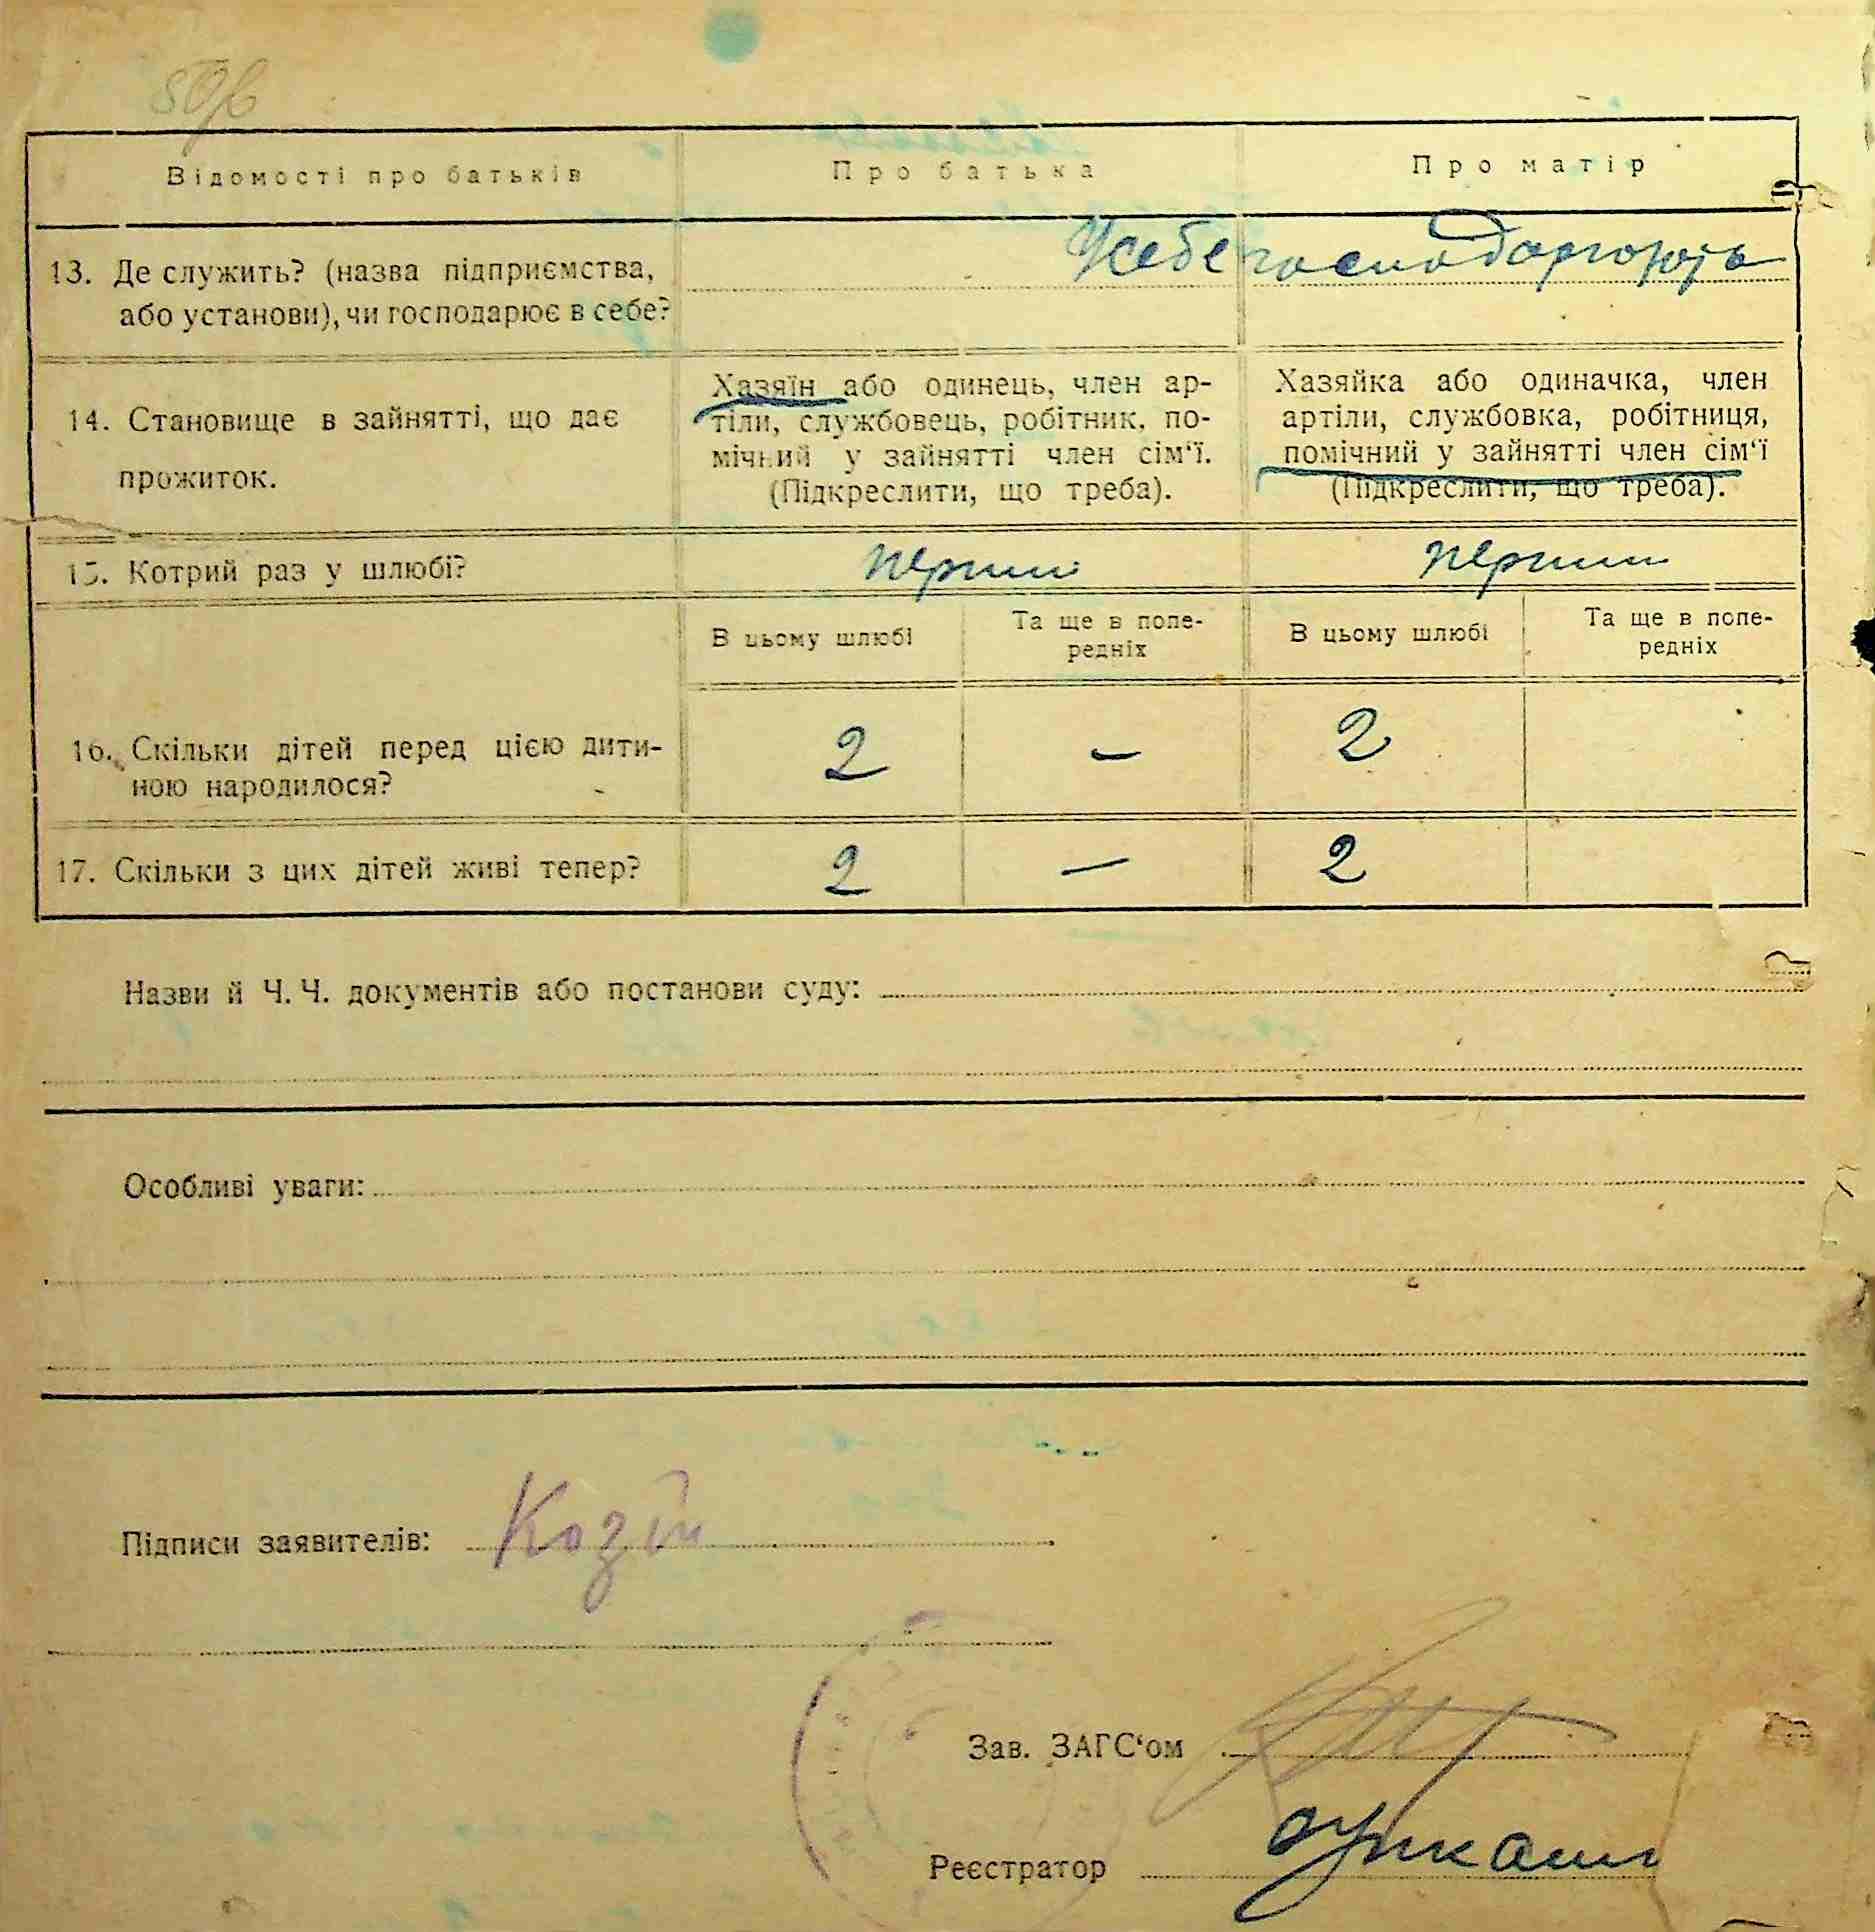 Відомості про батьків
Про батька
Про матір
13. Де служить? (назва підприємства,
або установи), чи господарює в себе?
У себе господарюють
14. Становище в зайнятті, що дає
прожиток.
Хазяїн або одинець, член ар-
тіли, службовець, робітник, по-
мічний у зайнятті член сім'ї.
(Підкреслити, що треба).
Хазяйка або одиначка, член
артіли, службовка, робітниця,
помічний у зайнятті член сім'ї
(Підкреслити, що треба).
15. Котрий раз у шлюбі?
перший
перший
В цьому шлюбі
Та ще в попе-
редніх
В цьому шлюбі
Та ще в попе-
редніх
16. Скільки дітей перед цією дити-
ною народилося?
2
—
2
17. Скільки з цих дітей живі тепер?
2
—
2
Назви й Ч. Ч. документів або постанови суду:
Особливі уваги:
Підписи заявителів:
Зав. ЗАГС'ом
Реєстратор